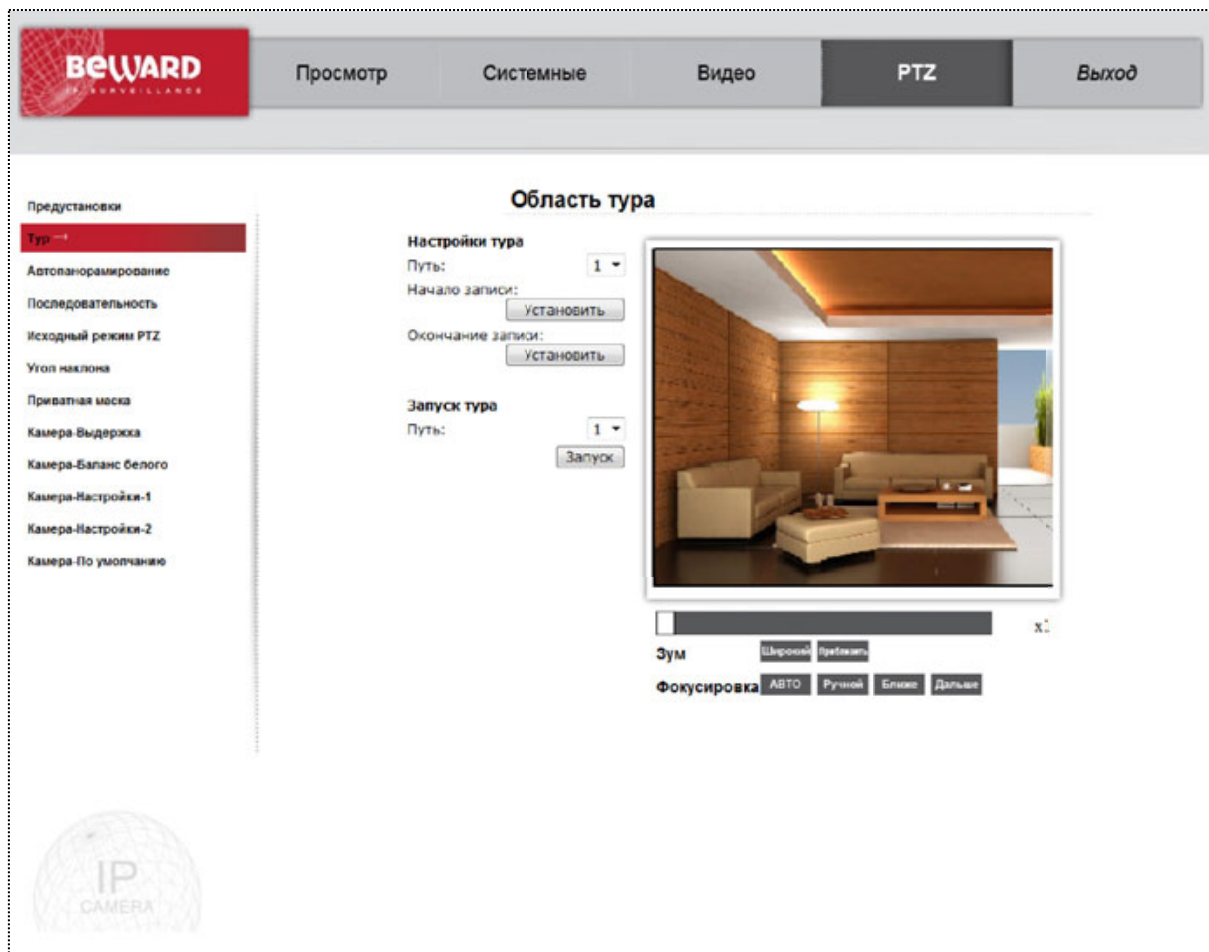 BEWARD
IP SURVEILLANCE
Просмотр
Системные
Видео
PTZ
Выход
Предустановки
Тур
Автопанорамирование
Последовательность
Исходный режим PTZ
Угол наклона
Приватная маска
Камера-Выдержка
Камера-Баланс белого
Камера-Настройки-1
Камера-Настройки-2
Камера-По умолчанию
Область тура
Настройки тура
Путь: 1
Начало записи:
Установить
Окончание записи:
Установить
Запуск тура
Путь: 1
Запуск
x1
Зум Широкий Приблизить
Фокусировка АВТО Ручной Ближе Дальше
IP
CAMERA